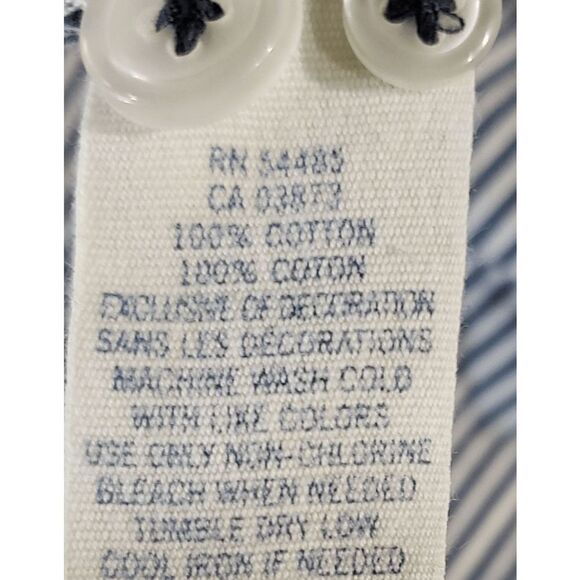 RN 54485
CA 03873
100% COTTON
100% COTON
EXCLUSIVE OF DECORATION
SANS LES DÉCORATIONS
MACHINE WASH COLD
WITH LIKE COLORS
USE ONLY NON-CHLORINE
BLEACH WHEN NEEDED
TUMBLE DRY LOW
COOL IRON IF NEEDED